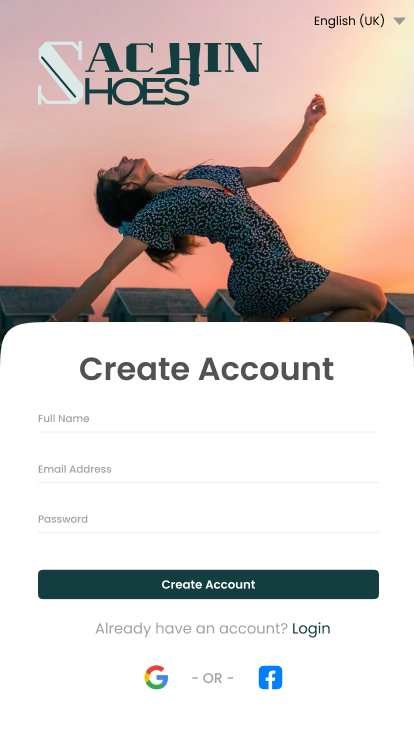 English (UK)
SACHIN
SHOES
Create Account
Full Name
Email Address
Password
Create Account
Already have an account? Login
- OR -